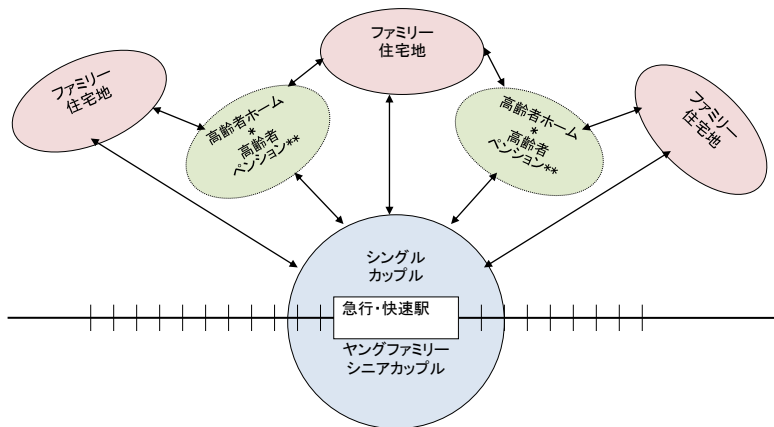 ファミリー
住宅地
ファミリー
住宅地
高齢者ホーム
*
高齢者
ペンション**
高齢者ホーム
*
高齢者
ペンション**
ファミリー
住宅地
シングル
カップル
急行・快速駅
ヤングファミリー
シニアカップル